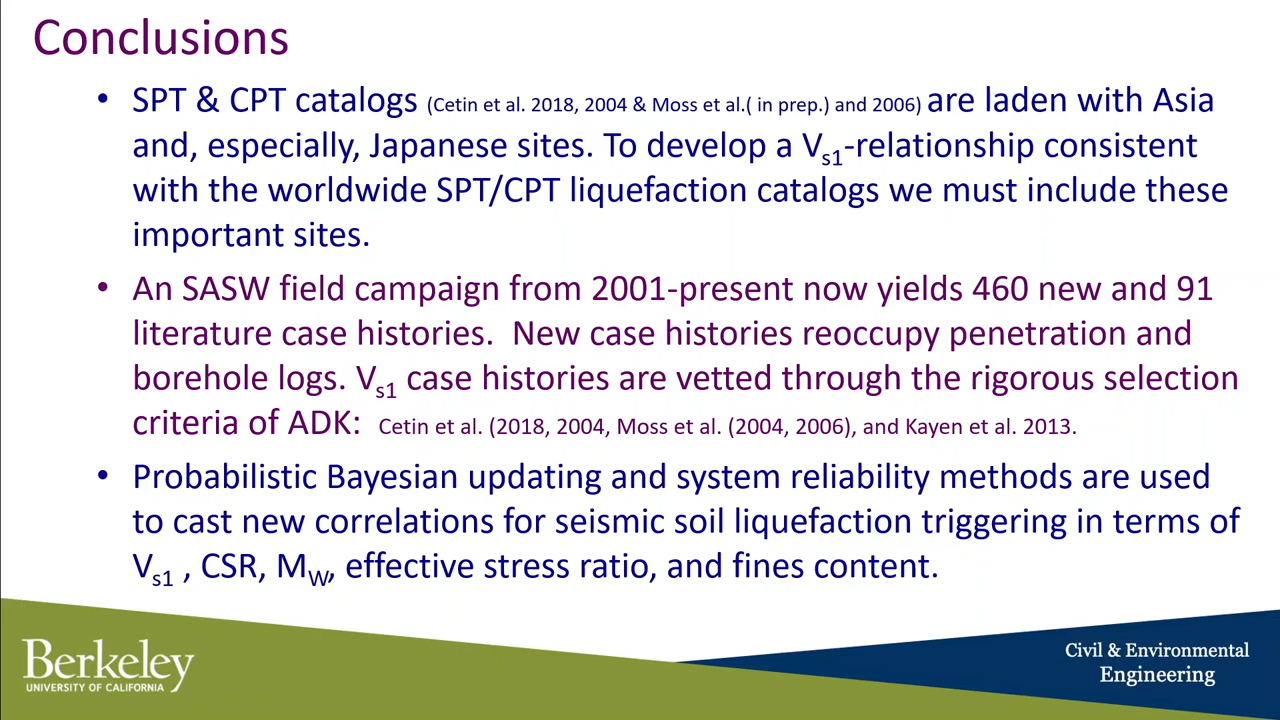 Conclusions
• SPT & CPT catalogs (Cetin et al. 2018, 2004 & Moss et al.( in prep.) and 2006) are laden with Asia
and, especially, Japanese sites. To develop a Vs1-relationship consistent
with the worldwide SPT/CPT liquefaction catalogs we must include these
important sites.
• An SASW field campaign from 2001-present now yields 460 new and 91
literature case histories.  New case histories reoccupy penetration and
borehole logs. Vs1 case histories are vetted through the rigorous selection
criteria of ADK:  Cetin et al. (2018, 2004, Moss et al. (2004, 2006), and Kayen et al. 2013.
• Probabilistic Bayesian updating and system reliability methods are used
to cast new correlations for seismic soil liquefaction triggering in terms of
Vs1 , CSR, MW, effective stress ratio, and fines content.
Berkeley
UNIVERSITY OF CALIFORNIA
Civil & Environmental
Engineering